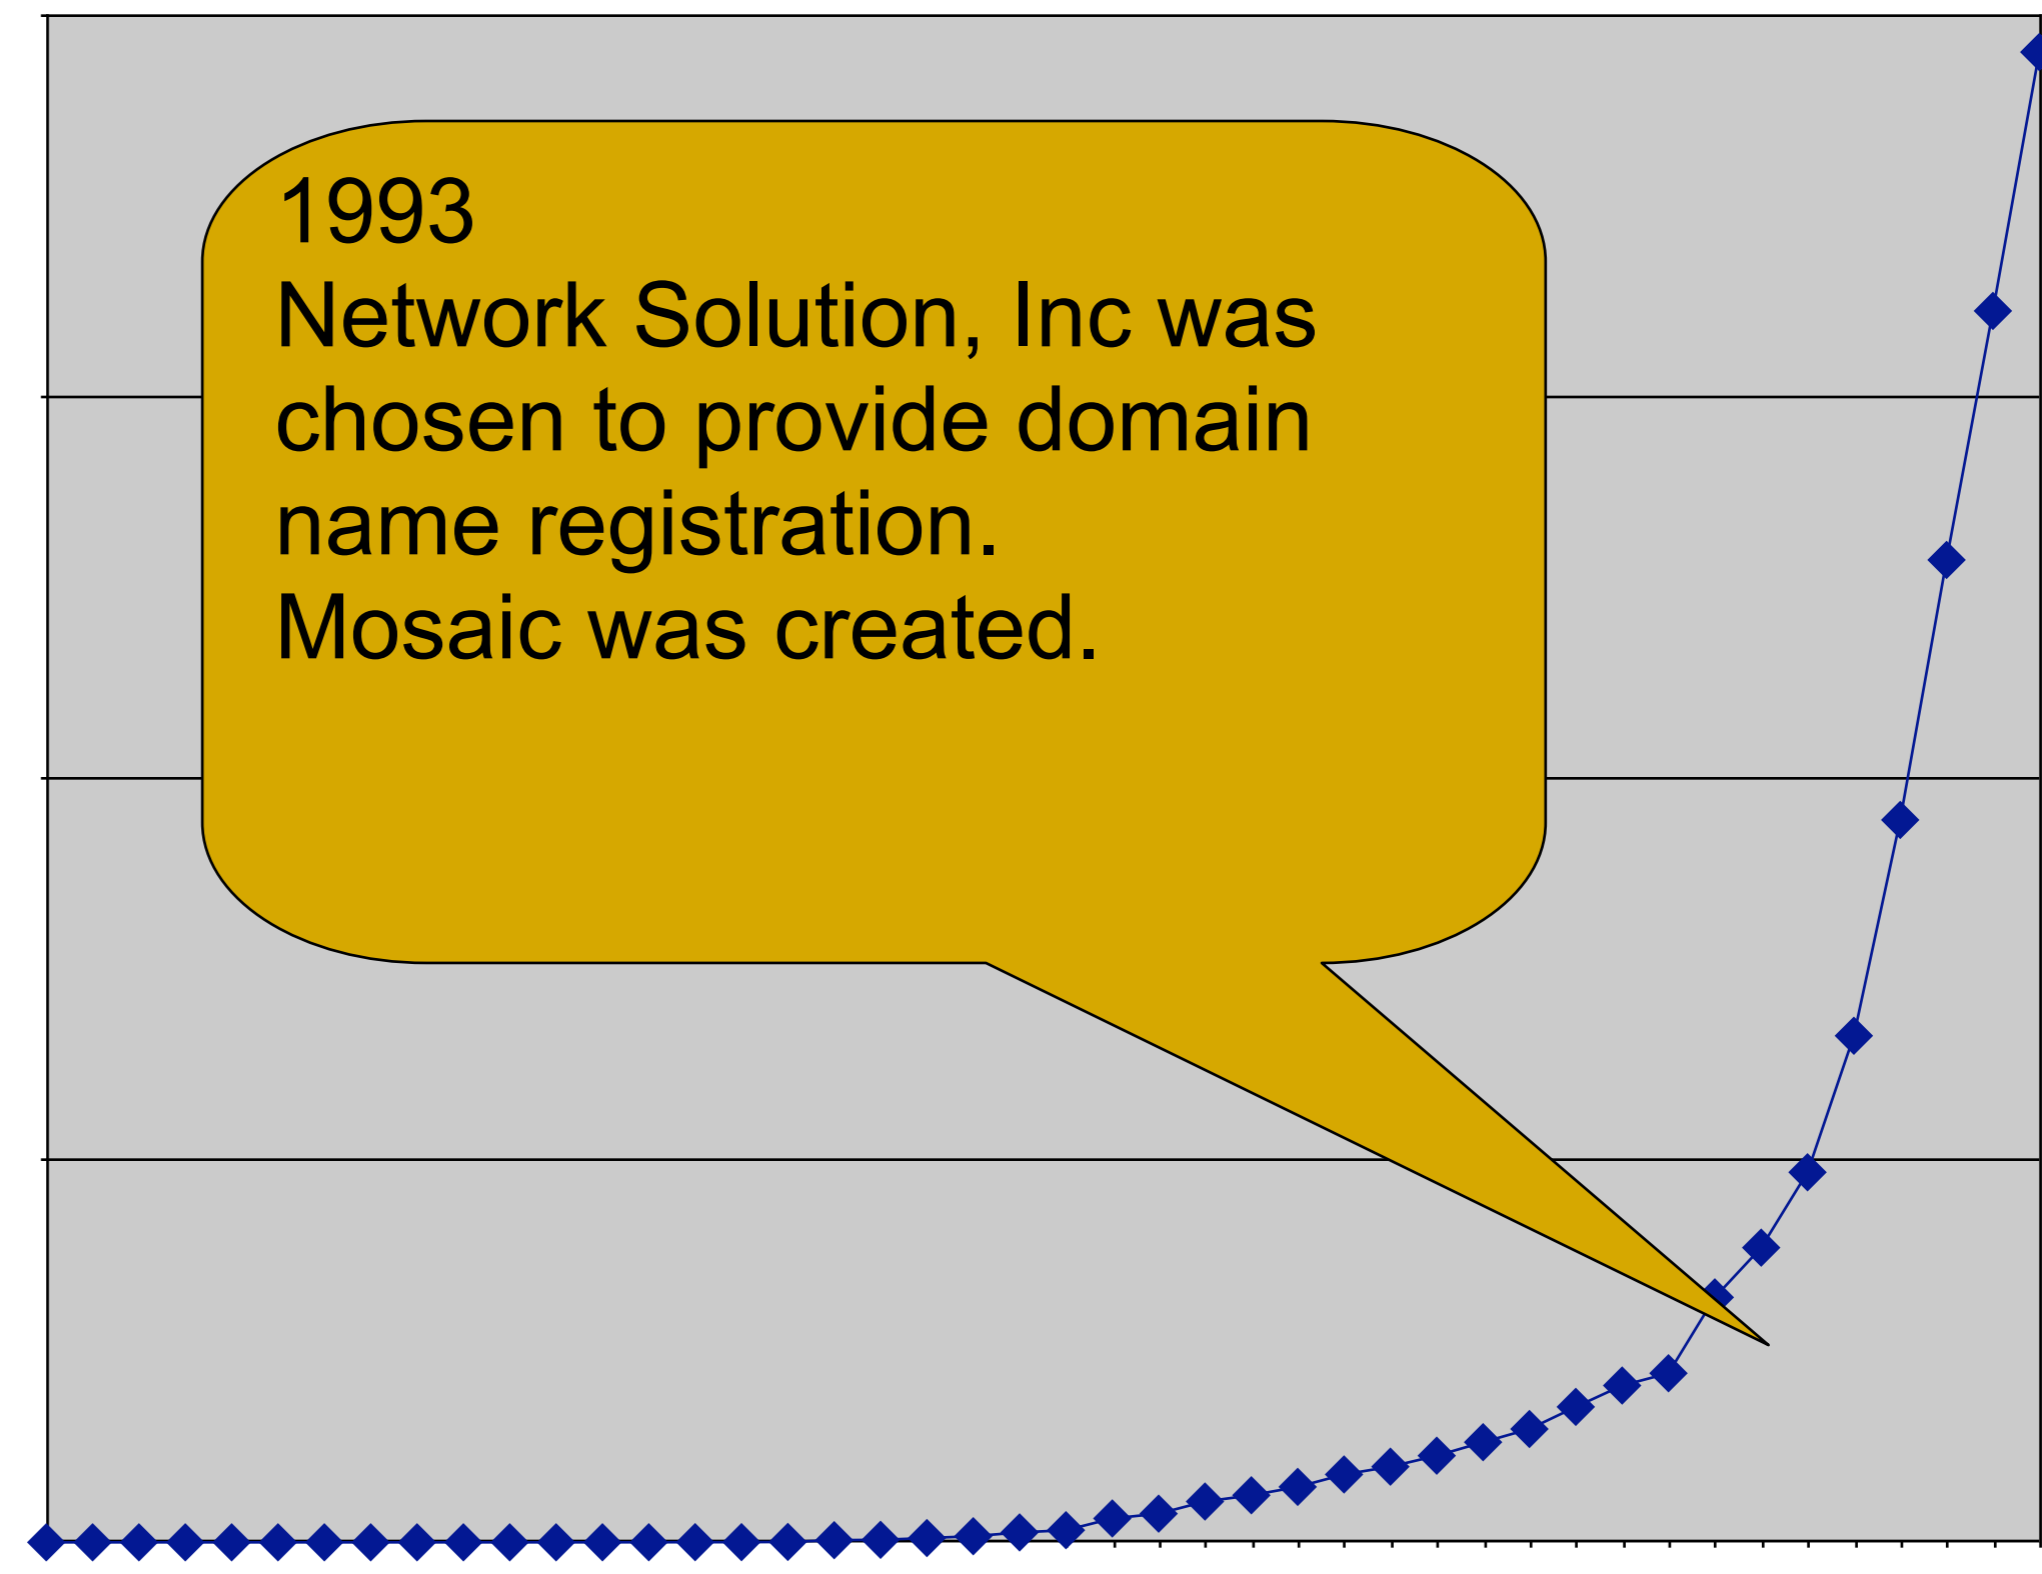 1993
Network Solution, Inc was
chosen to provide domain
name registration.
Mosaic was created.